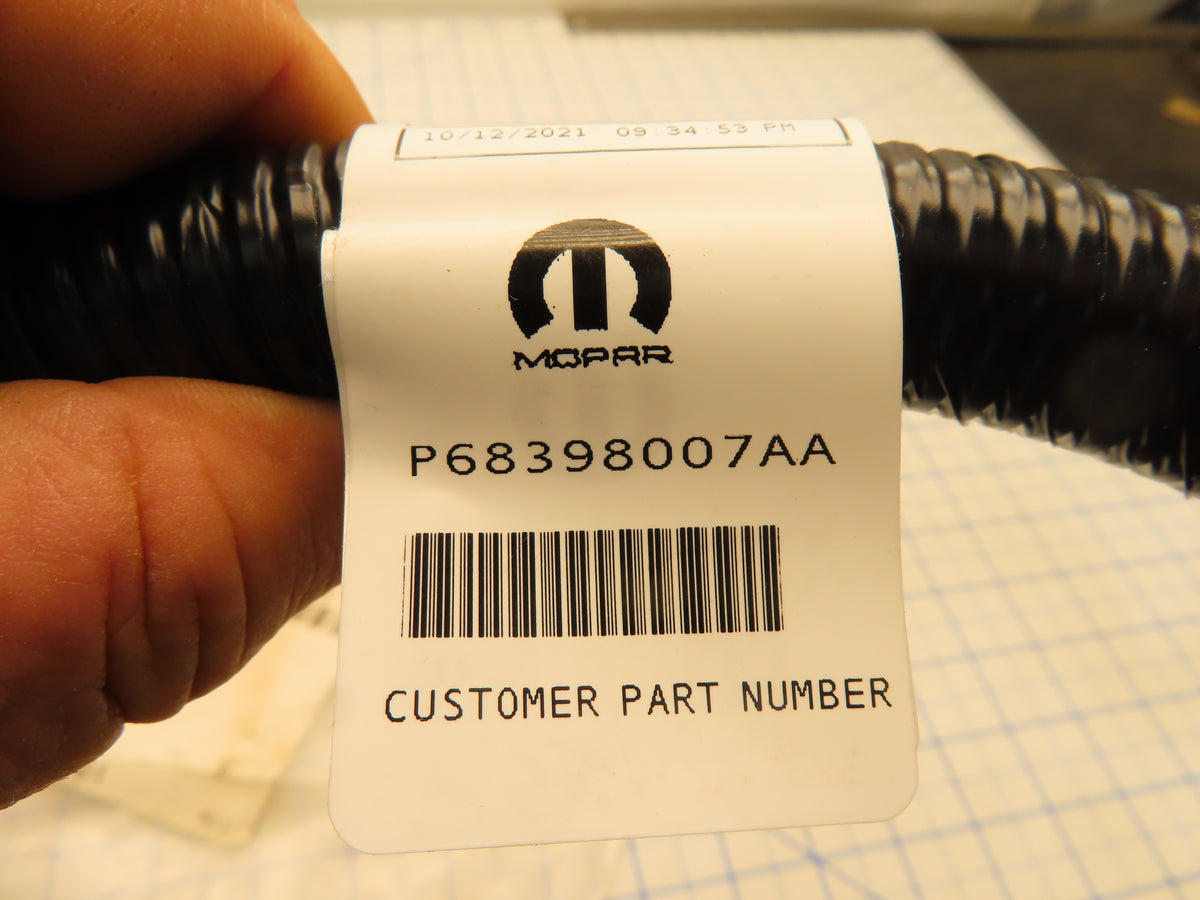 10/12/2021 09:34:53 PM
MOPAR
P68398007AA
CUSTOMER PART NUMBER